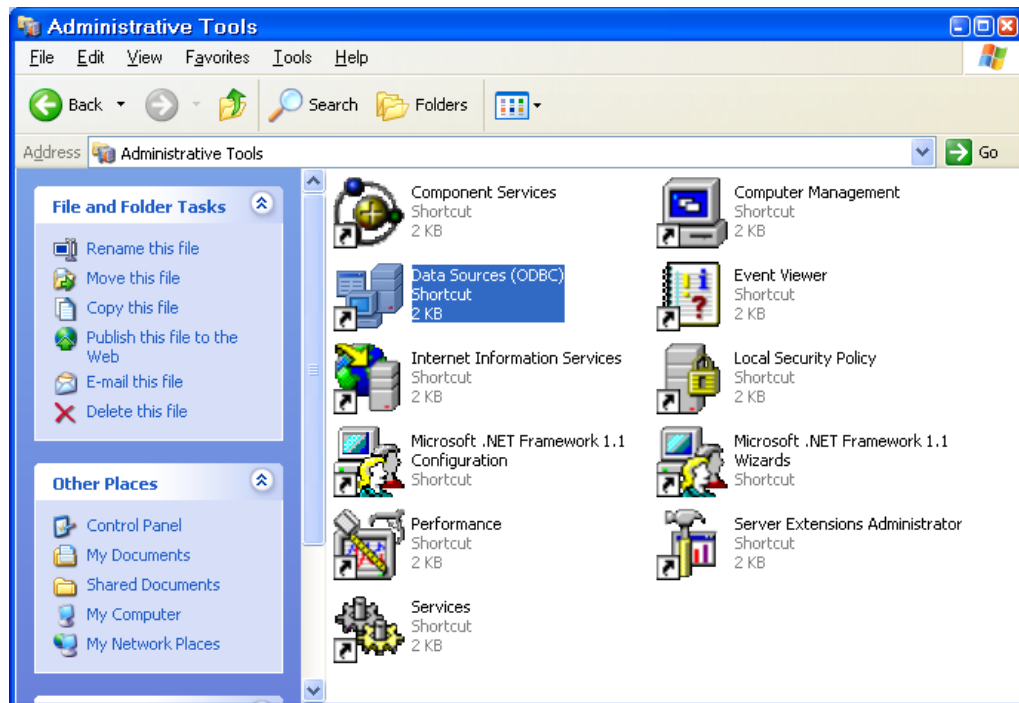 Administrative Tools
File Edit View Favorites Tools Help
Back Search Folders
Address Administrative Tools Go
File and Folder Tasks
Rename this file
Move this file
Copy this file
Publish this file to the
Web
E-mail this file
Delete this file
Other Places
Control Panel
My Documents
Shared Documents
My Computer
My Network Places
Component Services
Shortcut
2 KB
Computer Management
Shortcut
2 KB
Data Sources (ODBC)
Shortcut
2 KB
Event Viewer
Shortcut
2 KB
Internet Information Services
Shortcut
2 KB
Local Security Policy
Shortcut
2 KB
Microsoft .NET Framework 1.1
Configuration
Shortcut
Microsoft .NET Framework 1.1
Wizards
Shortcut
Performance
Shortcut
2 KB
Server Extensions Administrator
Shortcut
2 KB
Services
Shortcut
2 KB